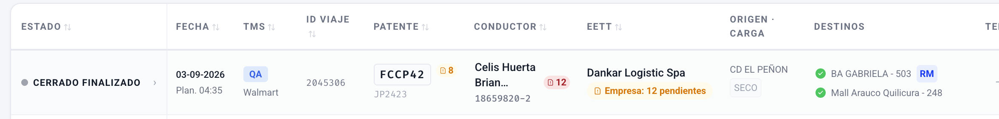 ESTADO
FECHA
TMS
ID VIAJE
PATENTE
CONDUCTOR
EETT
ORIGEN ·
CARGA
DESTINOS
CERRADO FINALIZADO
03-09-2026
Plan. 04:35
QA
Walmart
2045306
FCCP42
8
JP2423
Celis Huerta
Brian...
18659820-2
12
Dankar Logistic Spa
Empresa: 12 pendientes
CD EL PEÑON
SECO
BA GABRIELA - 503 RM
Mall Arauco Quilicura - 248